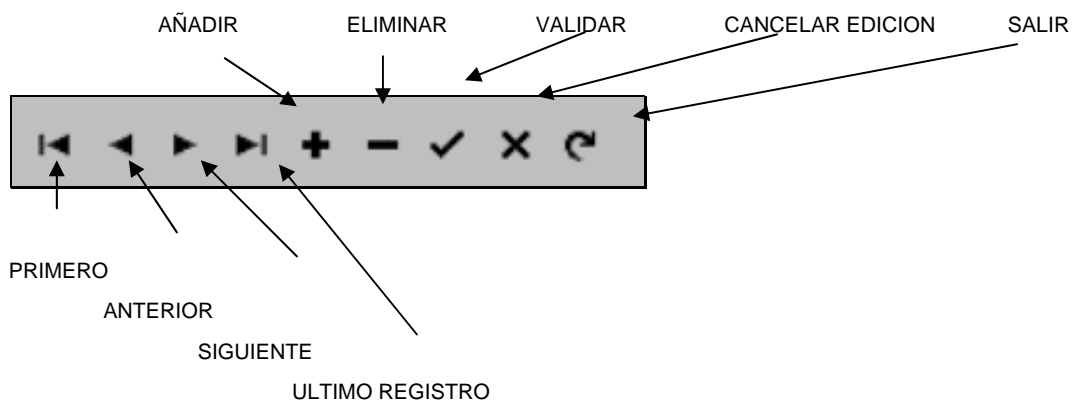 AÑADIR ELIMINAR VALIDAR CANCELAR EDICION SALIR
PRIMERO
ANTERIOR
SIGUIENTE
ULTIMO REGISTRO